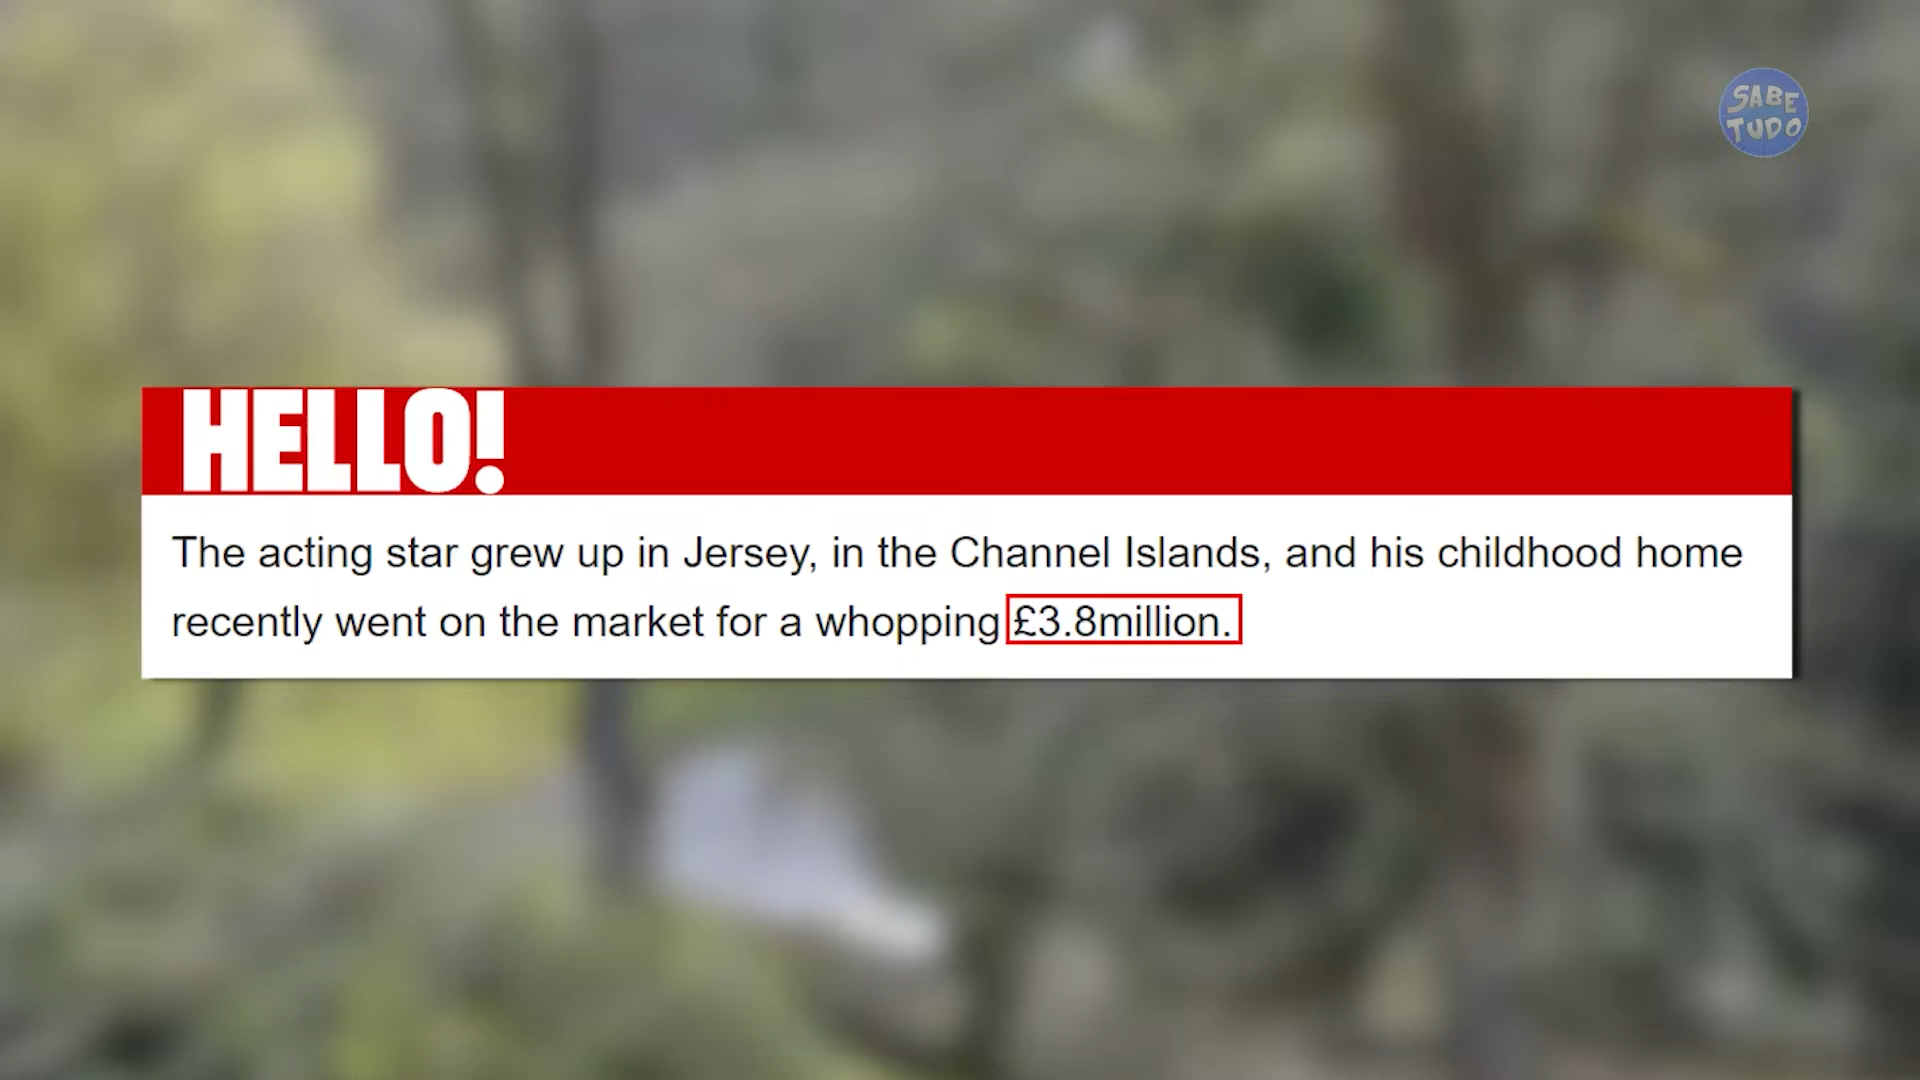 SABE
TUDO
HELLO!
The acting star grew up in Jersey, in the Channel Islands, and his childhood home
recently went on the market for a whopping £3.8million.